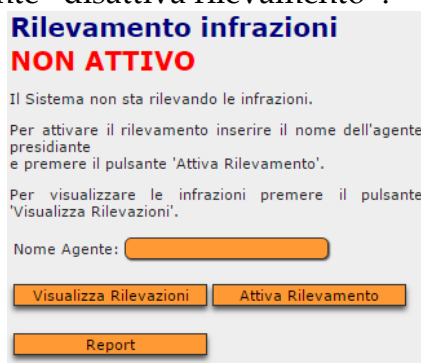 disattiva rilevamento".
Rilevamento infrazioni
NON ATTIVO
Il Sistema non sta rilevando le infrazioni.
Per attivare il rilevamento inserire il nome dell'agente
presidiante
e premere il pulsante 'Attiva Rilevamento'.
Per visualizzare le infrazioni premere il pulsante
'Visualizza Rilevazioni'.
Nome Agente:
Visualizza Rilevazioni Attiva Rilevamento
Report